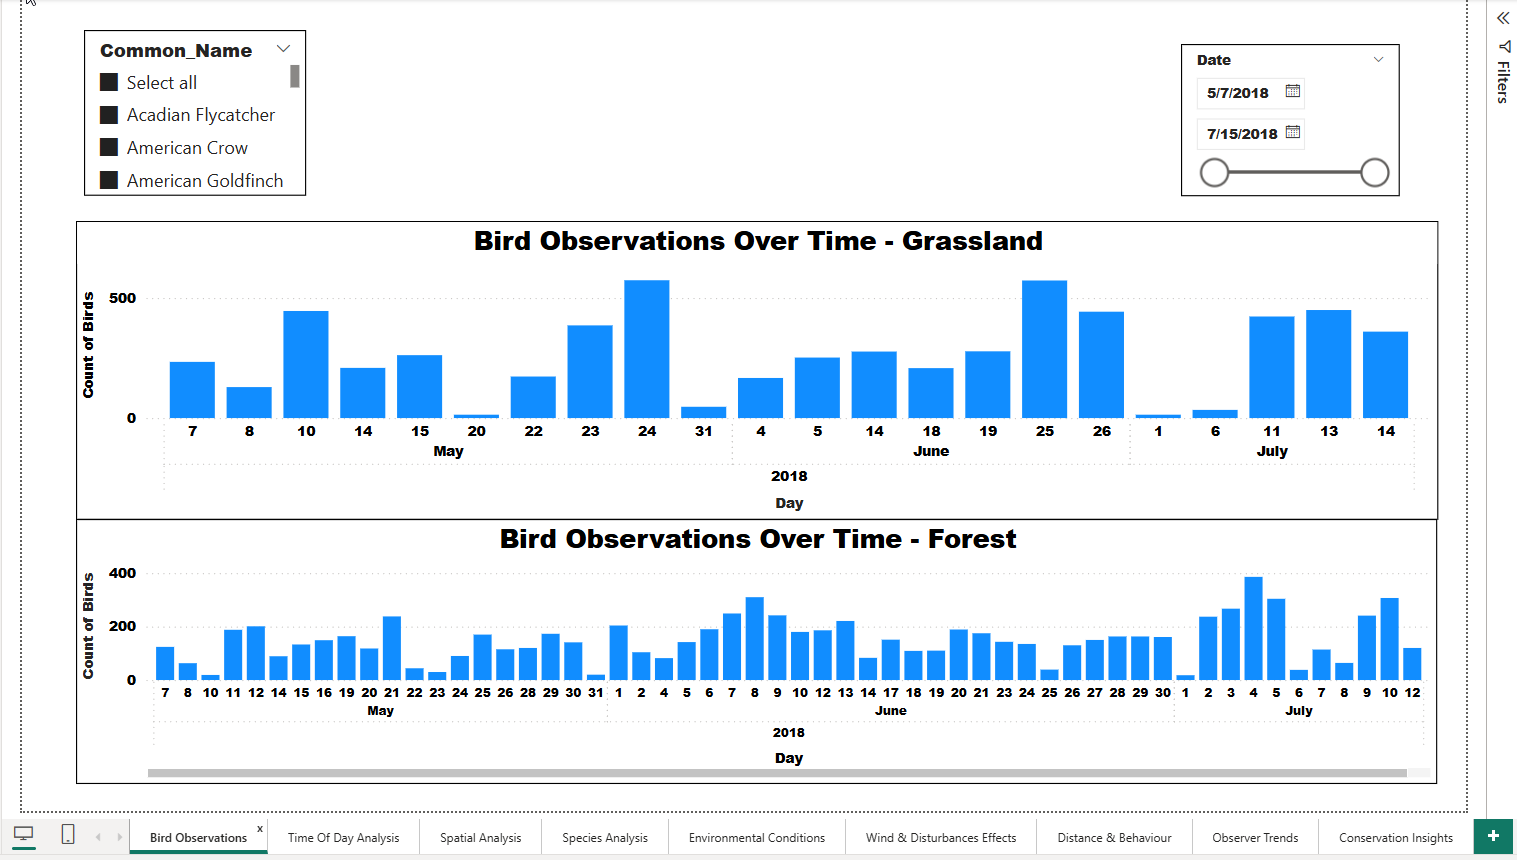 Common_Name
Select all
Acadian Flycatcher
American Crow
American Goldfinch
Date
5/7/2018
7/15/2018
Filters
Bird Observations Over Time - Grassland
Count of Birds
500
0
7 8 10 14 15 20 22 23 24 31 4 5 14 18 19 25 26 1 6 11 13 14
May June July
2018
Day
Bird Observations Over Time - Forest
Count of Birds
400
200
0
7 8 10 11 12 14 15 16 19 20 21 22 23 24 25 26 28 29 30 31 1 2 4 5 6 7 8 9 10 12 13 14 17 18 19 20 21 23 24 25 26 27 28 29 30 1 2 3 4 5 6 7 8 9 10 12
May June July
2018
Day
Bird Observations x Time Of Day Analysis Spatial Analysis Species Analysis Environmental Conditions Wind & Disturbances Effects Distance & Behaviour Observer Trends Conservation Insights +